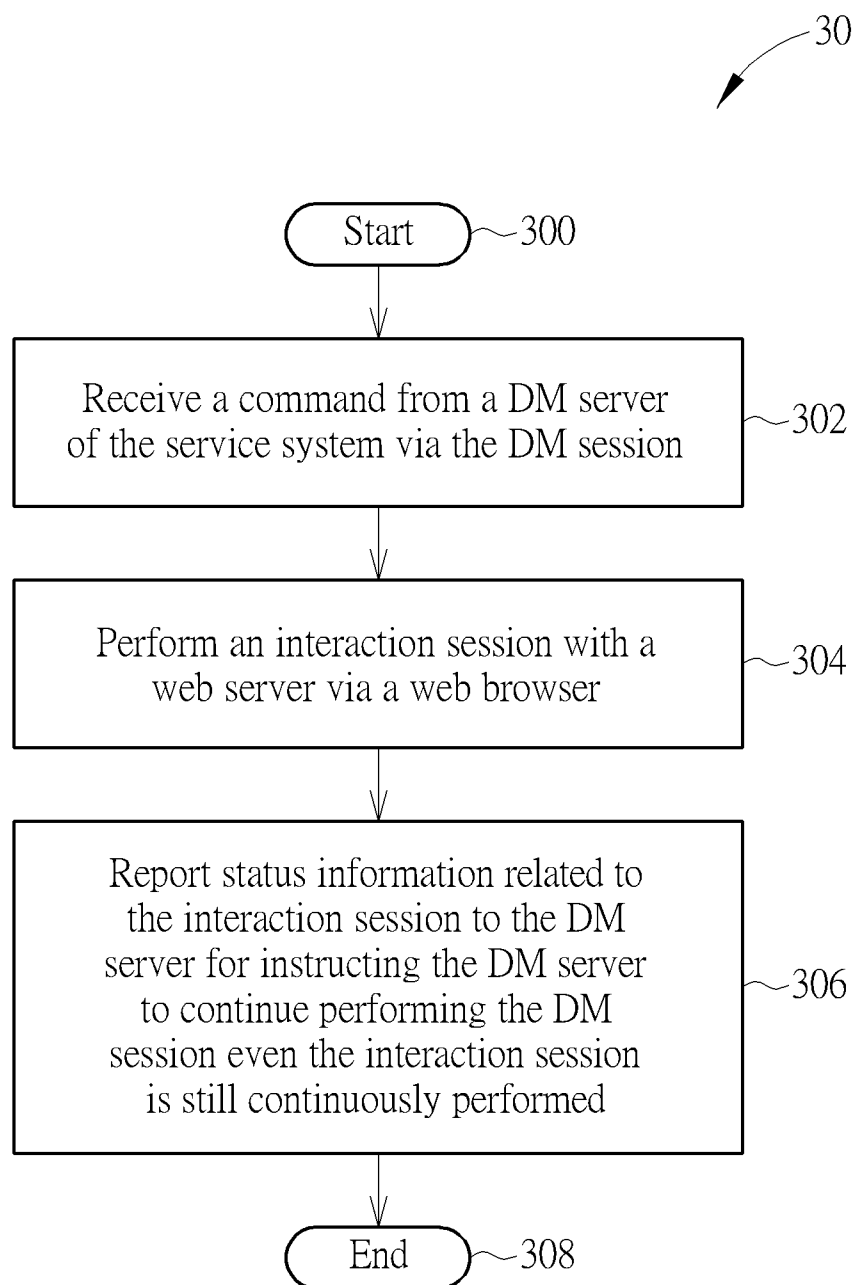 30
Start
300
Receive a command from a DM server
of the service system via the DM session
302
Perform an interaction session with a
web server via a web browser
304
Report status information related to
the interaction session to the DM
server for instructing the DM server
to continue performing the DM
session even the interaction session
is still continuously performed
306
End
308